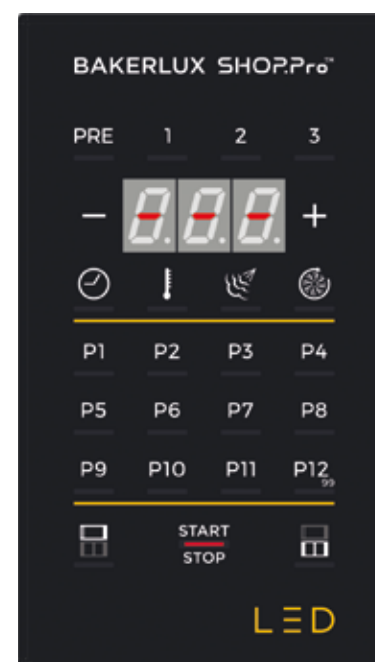 BAKERLUX SHOP.Pro™
PRE 1 2 3
− --- +
P1 P2 P3 P4
P5 P6 P7 P8
P9 P10 P11 P12
99
START
STOP
LED